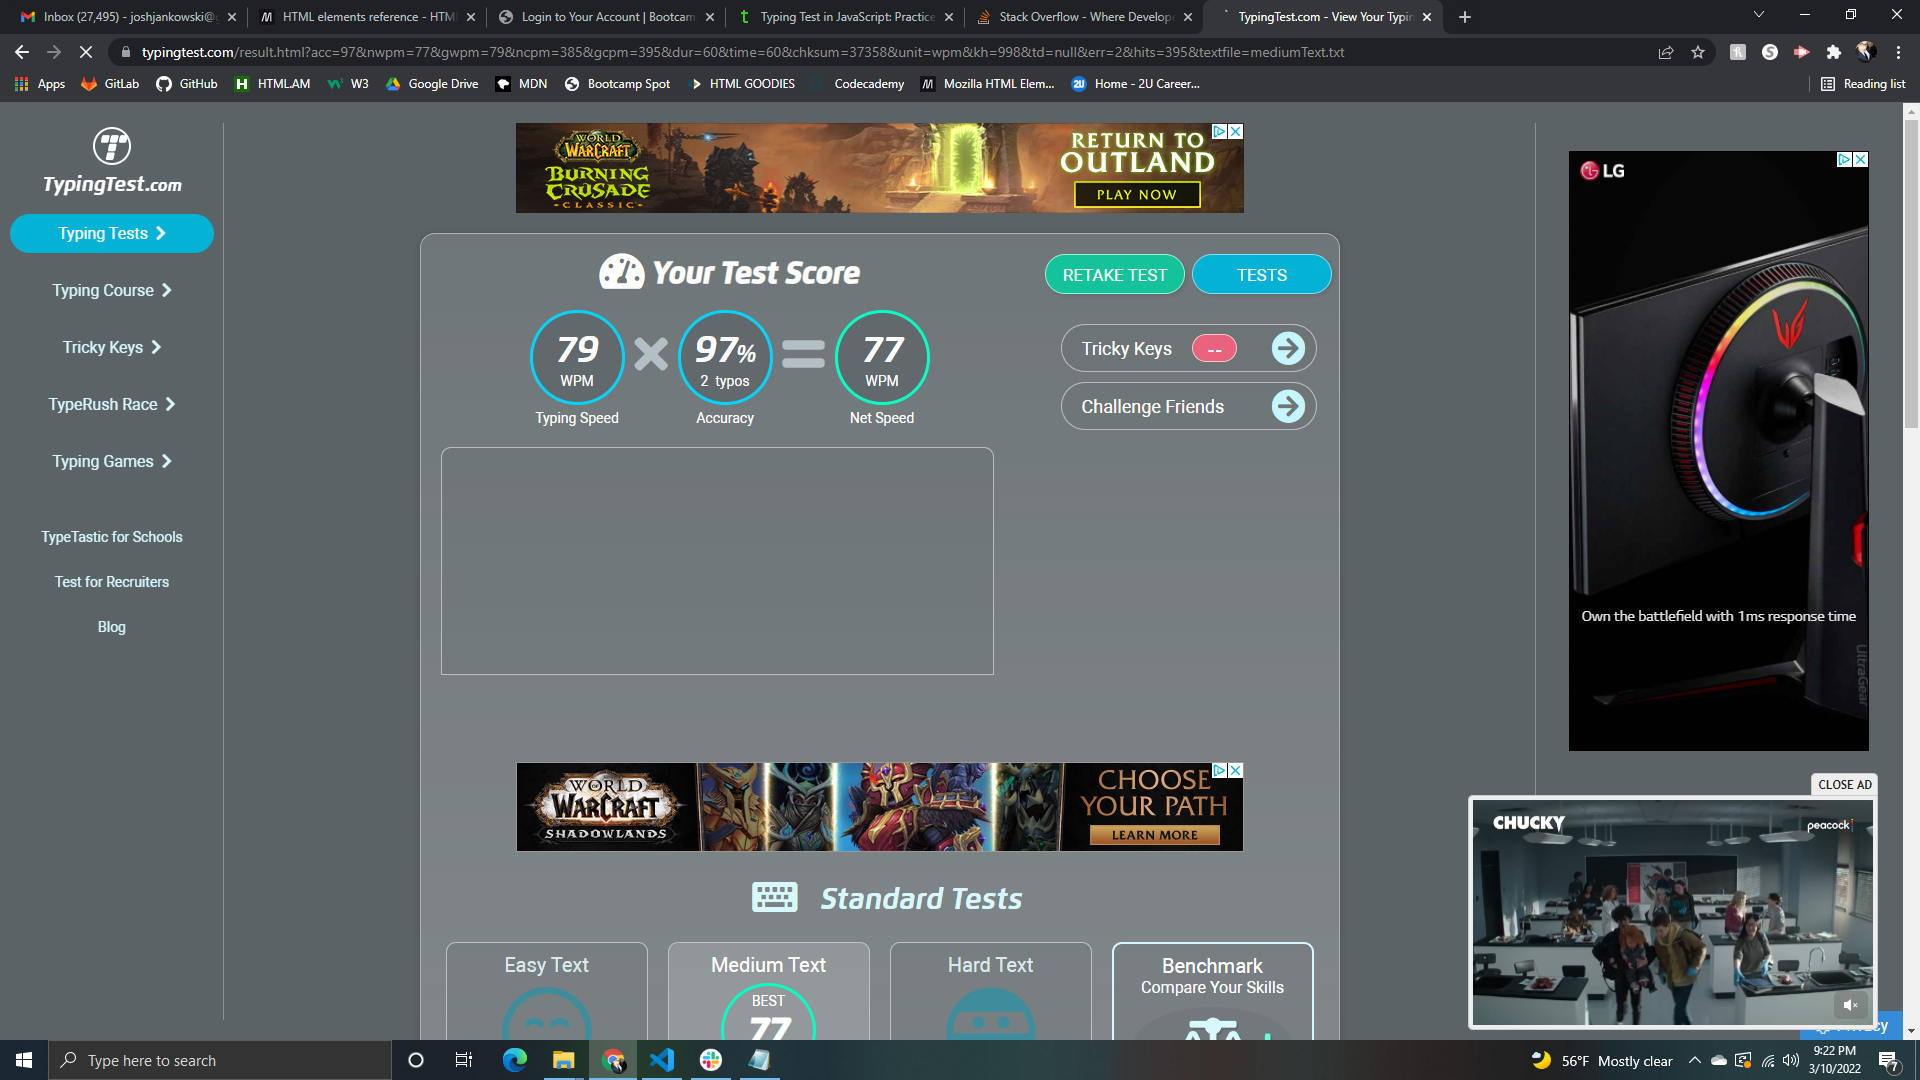 Inbox (27,495) - joshjankowski@g
HTML elements reference - HTML
Login to Your Account | Bootcam
Typing Test in JavaScript: Practice
Stack Overflow - Where Develop
TypingTest.com - View Your Typin
typingtest.com/result.html?acc=97&nwpm=77&gwpm=79&ncpm=385&gcpm=395&dur=60&time=60&chksum=37358&unit=wpm&kh=998&td=null&err=2&hits=395&textfile=mediumText.txt
Apps GitLab GitHub HTML.AM W3 Google Drive MDN Bootcamp Spot HTML GOODIES Codecademy Mozilla HTML Elem... Home - 2U Career... Reading list
TypingTest.com
Typing Tests
Typing Course
Tricky Keys
TypeRush Race
Typing Games
TypeTastic for Schools
Test for Recruiters
Blog
WORLD
WARCRAFT
BURNING
CRUSADE
-CLASSIC-
RETURN TO
OUTLAND
PLAY NOW
Your Test Score
RETAKE TEST
TESTS
79
WPM
Typing Speed
97%
2 typos
Accuracy
77
WPM
Net Speed
Tricky Keys --
Challenge Friends
WORLD
WARCRAFT
SHADOWLANDS
CHOOSE
YOUR PATH
LEARN MORE
Standard Tests
Easy Text
Medium Text
BEST
77
Hard Text
Benchmark
Compare Your Skills
LG
Own the battlefield with 1ms response time
UltraGear
CLOSE AD
CHUCKY
peacock
Type here to search
56°F Mostly clear
9:22 PM
3/10/2022
7